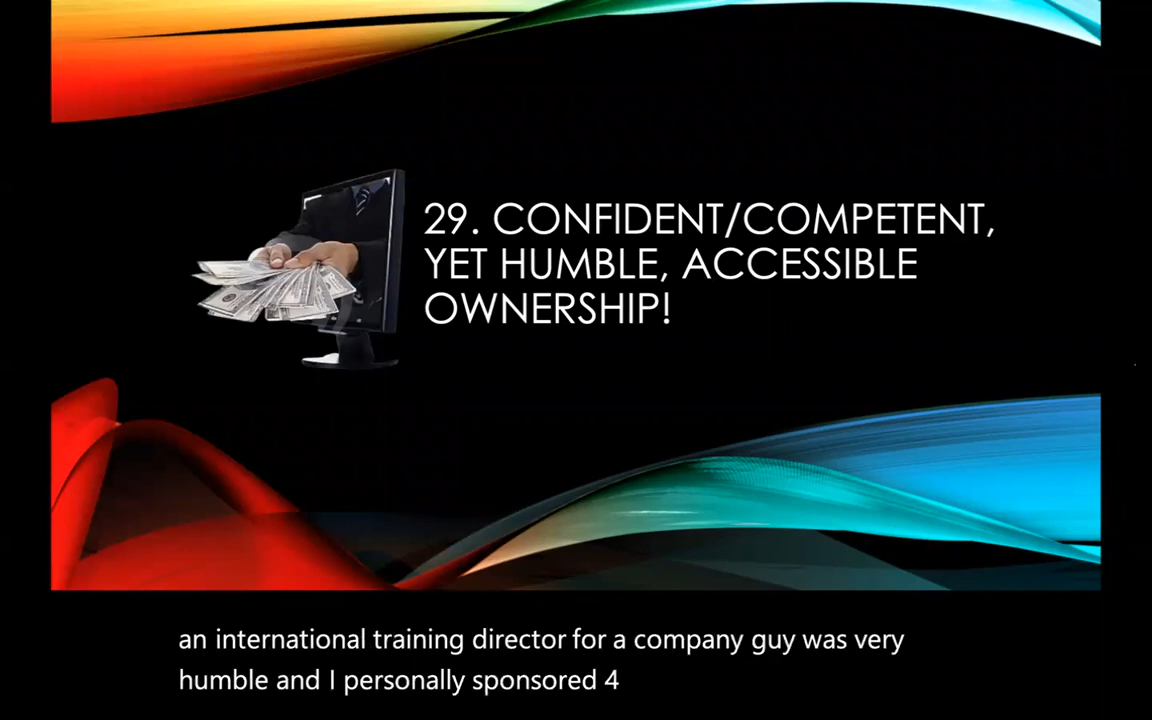 29. CONFIDENT/COMPETENT,
YET HUMBLE, ACCESSIBLE
OWNERSHIP!
an international training director for a company guy was very
humble and I personally sponsored 4